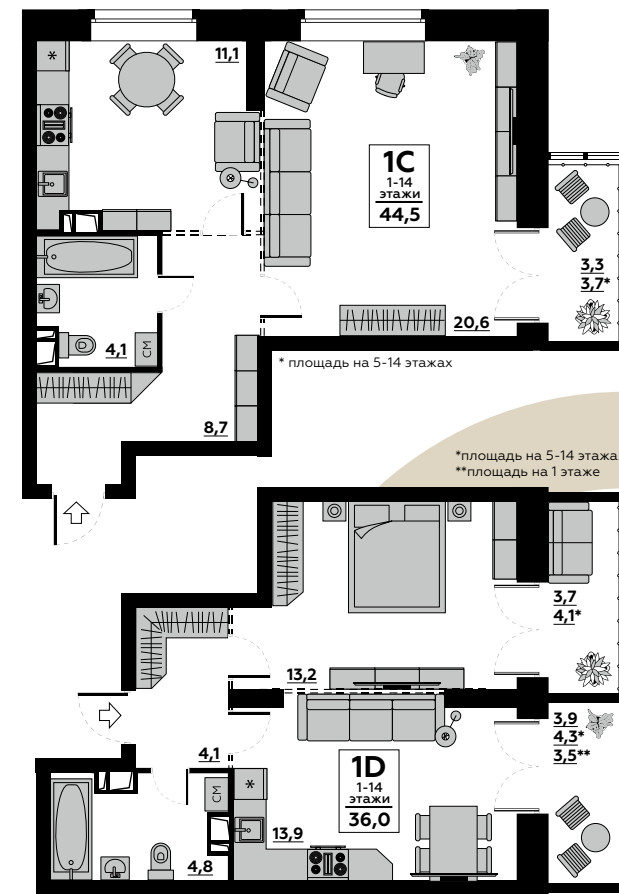 11,1
1C
1-14
этажи
44,5
3,3
3,7*
20,6
4,1
СМ
* площадь на 5-14 этажах
8,7
*площадь на 5-14 этажа
**площадь на 1 этаже
3,7
4,1*
13,2
3,9
4,3*
3,5**
4,1
1D
1-14
этажи
36,0
СМ
13,9
4,8